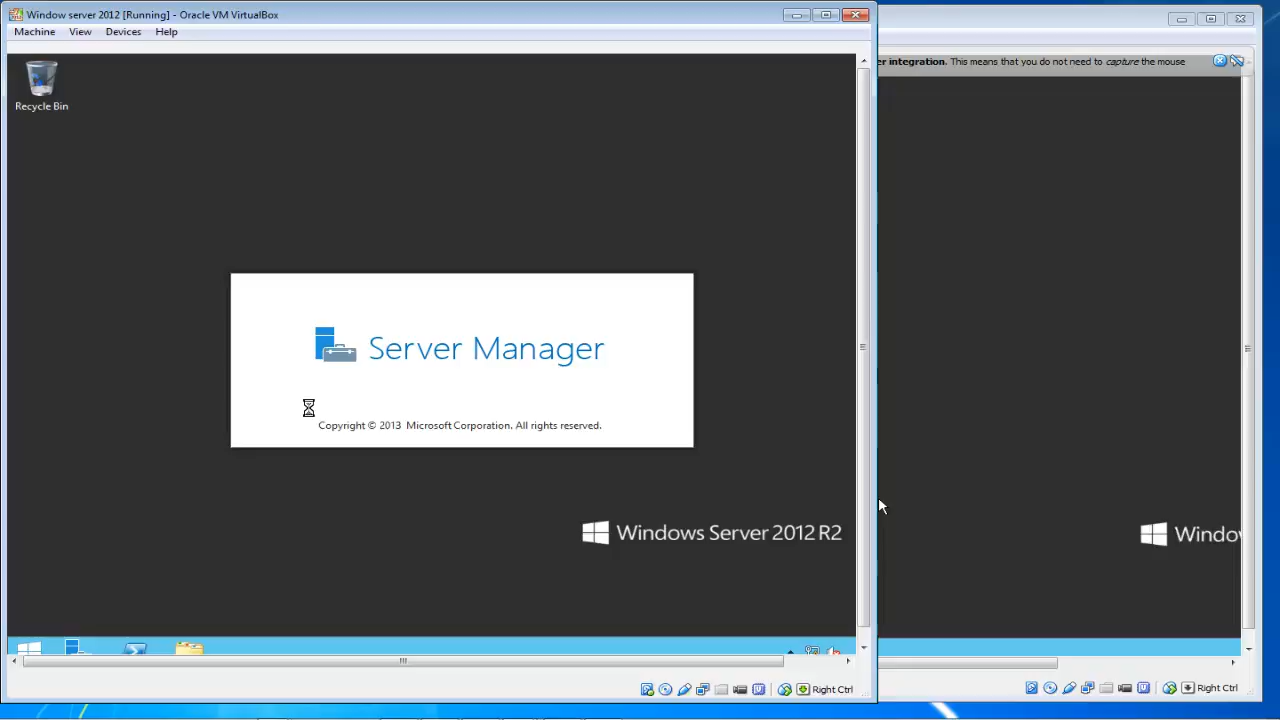 Window server 2012 [Running] - Oracle VM VirtualBox
Machine View Devices Help
er integration. This means that you do not need to capture the mouse
Recycle Bin
Server Manager
Copyright © 2013 Microsoft Corporation. All rights reserved.
Windows Server 2012 R2
Windo
Right Ctrl
Right Ctrl